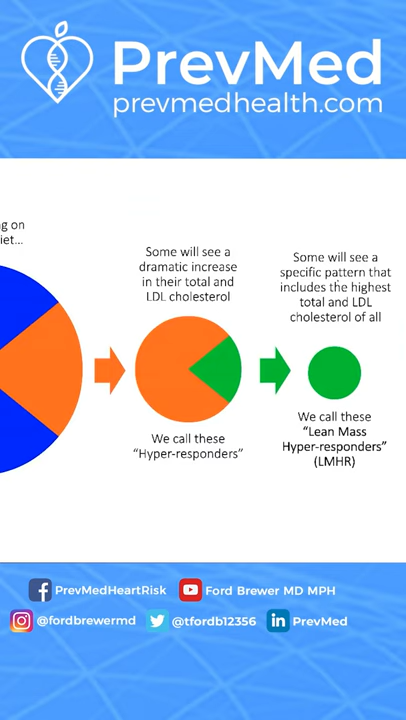 PrevMed
prevmedhealth.com
on
Some will see a
dramatic increase
in their total and
LDL cholesterol
We call these
"Hyper-responders"
Some will see a
specific pattern that
includes the highest
total and LDL
cholesterol of all
We call these
"Lean Mass
Hyper-responders"
(LMHR)
PrevMedHeartRisk
Ford Brewer MD MPH
@fordbrewermd
@tfordb12356
PrevMed